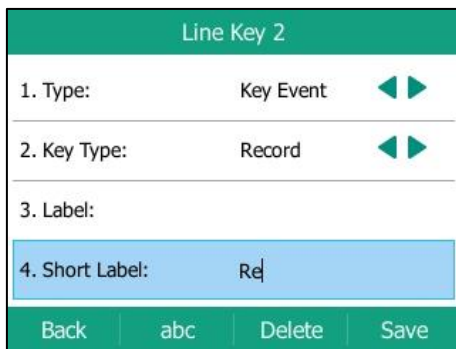 Line Key 2
1. Type: Key Event
2. Key Type: Record
3. Label:
4. Short Label: Re
Back abc Delete Save